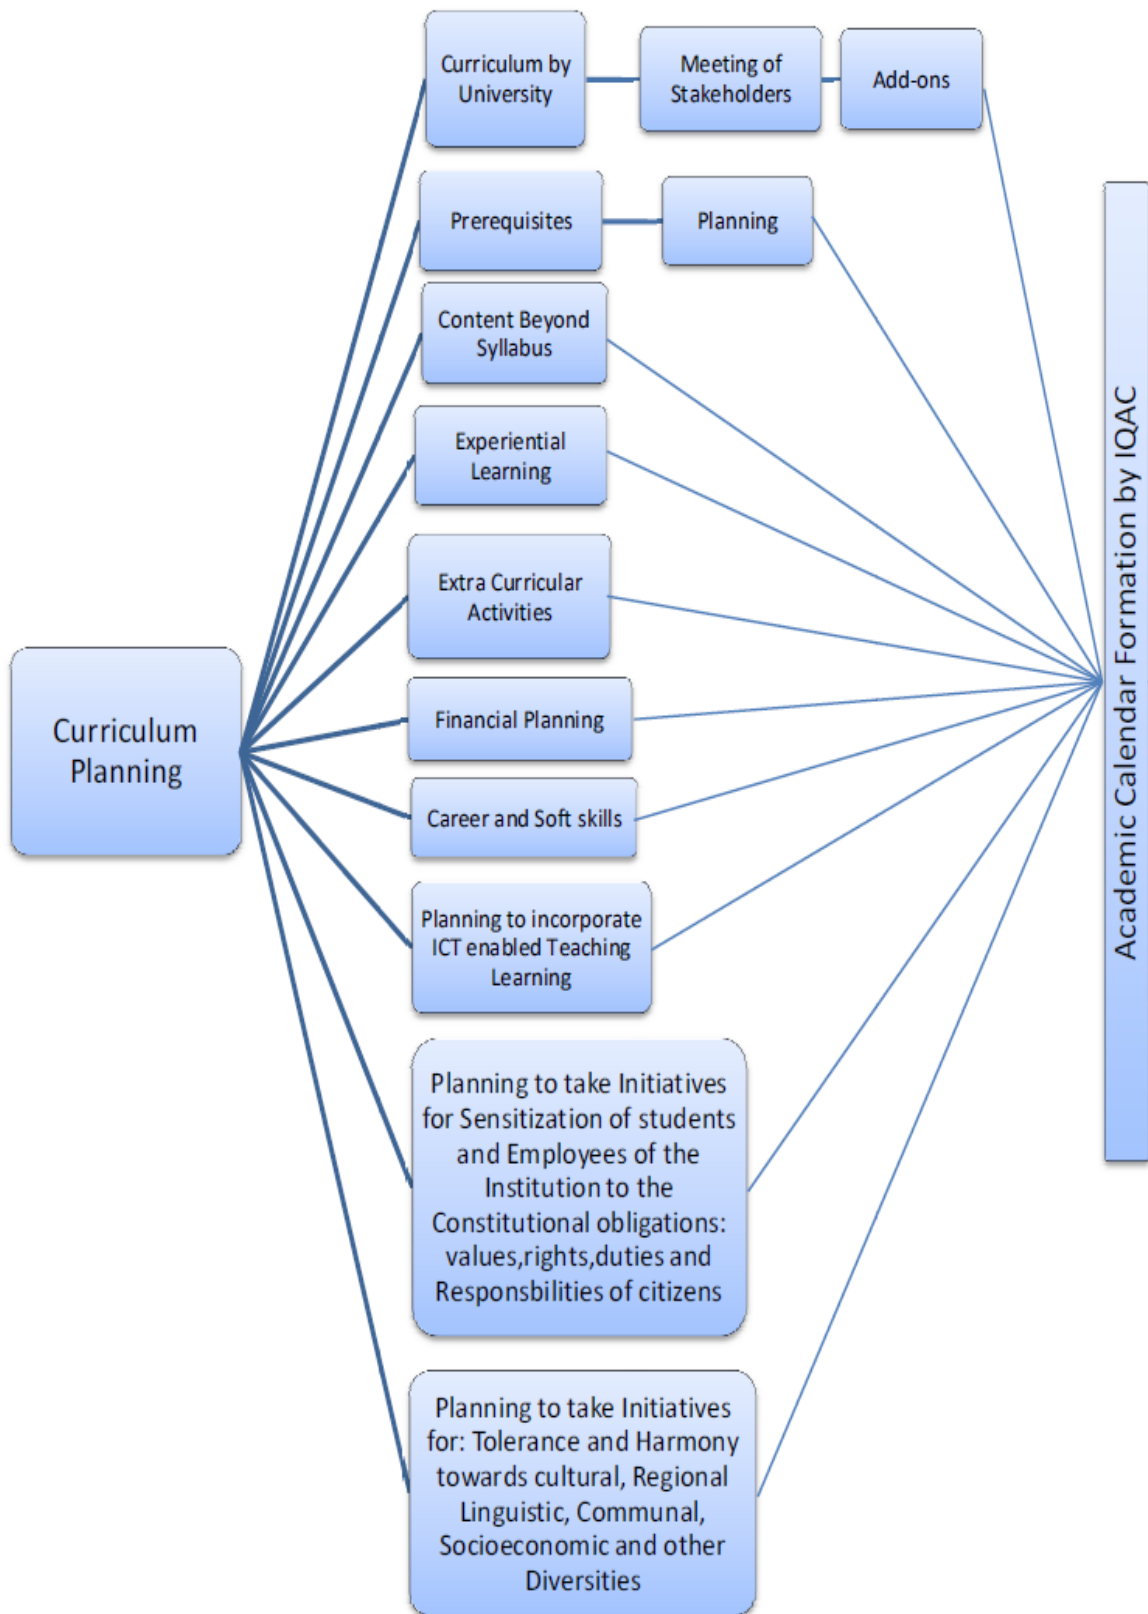 Curriculum by
University
Meeting of
Stakeholders
Add-ons
Prerequisites
Planning
Content Beyond
Syllabus
Experiential
Learning
Extra Curricular
Activities
Curriculum
Planning
Financial Planning
Career and Soft skills
Planning to incorporate
ICT enabled Teaching
Learning
Planning to take Initiatives
for Sensitization of students
and Employees of the
Institution to the
Constitutional obligations:
values,rights,duties and
Responsbilities of citizens
Planning to take Initiatives
for: Tolerance and Harmony
towards cultural, Regional
Linguistic, Communal,
Socioeconomic and other
Diversities
Academic Calendar Formation by IQAC